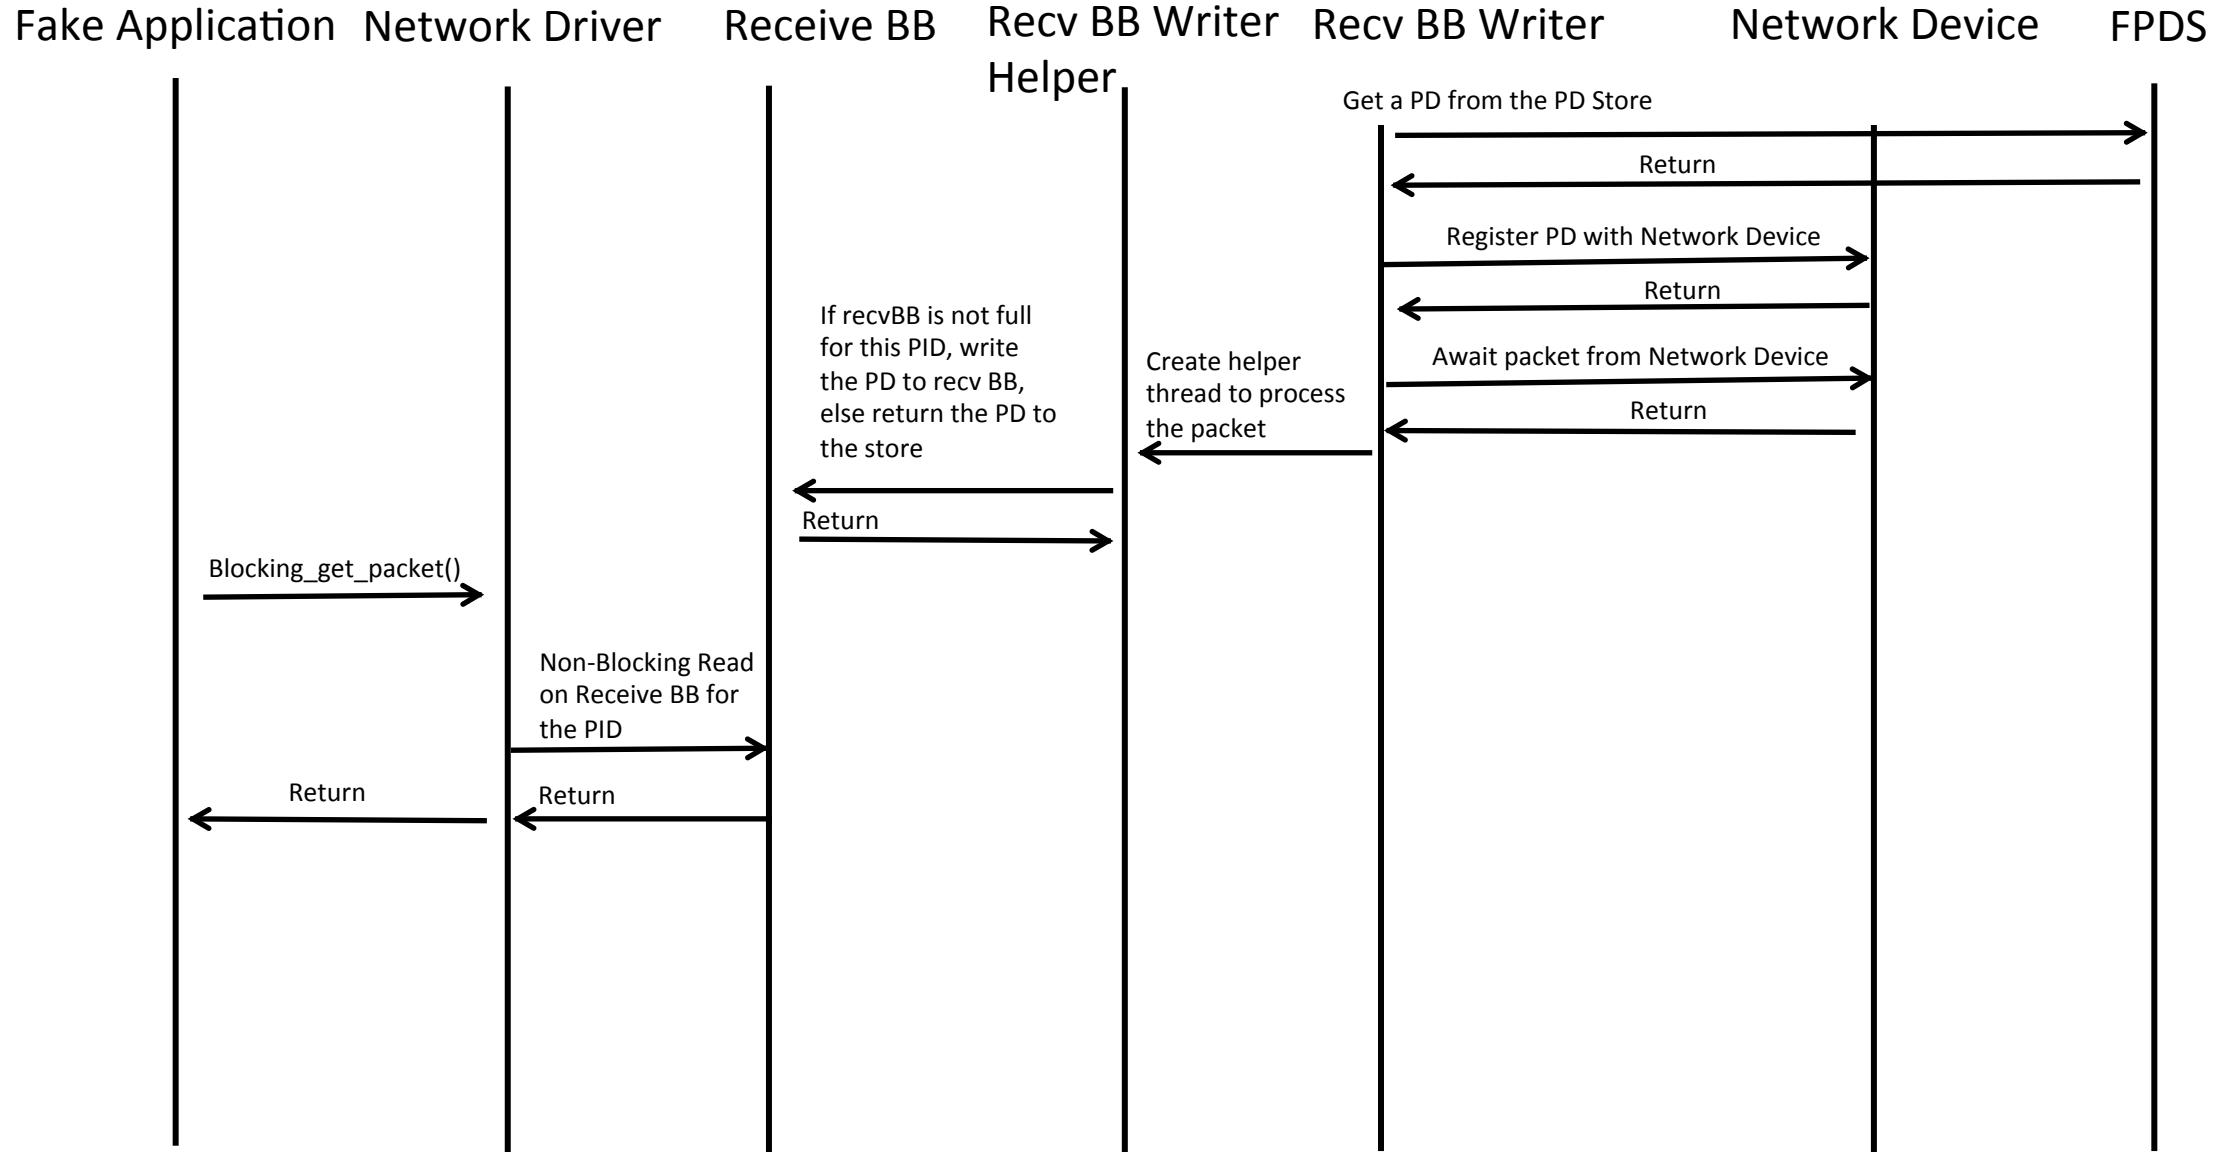 Fake Application
Network Driver
Receive BB
Recv BB Writer
Helper
Recv BB Writer
Network Device
FPDS
Get a PD from the PD Store
Return
Register PD with Network Device
Return
If recvBB is not full
for this PID, write
the PD to recv BB,
else return the PD to
the store
Create helper
thread to process
the packet
Await packet from Network Device
Return
Return
Blocking_get_packet()
Non-Blocking Read
on Receive BB for
the PID
Return
Return